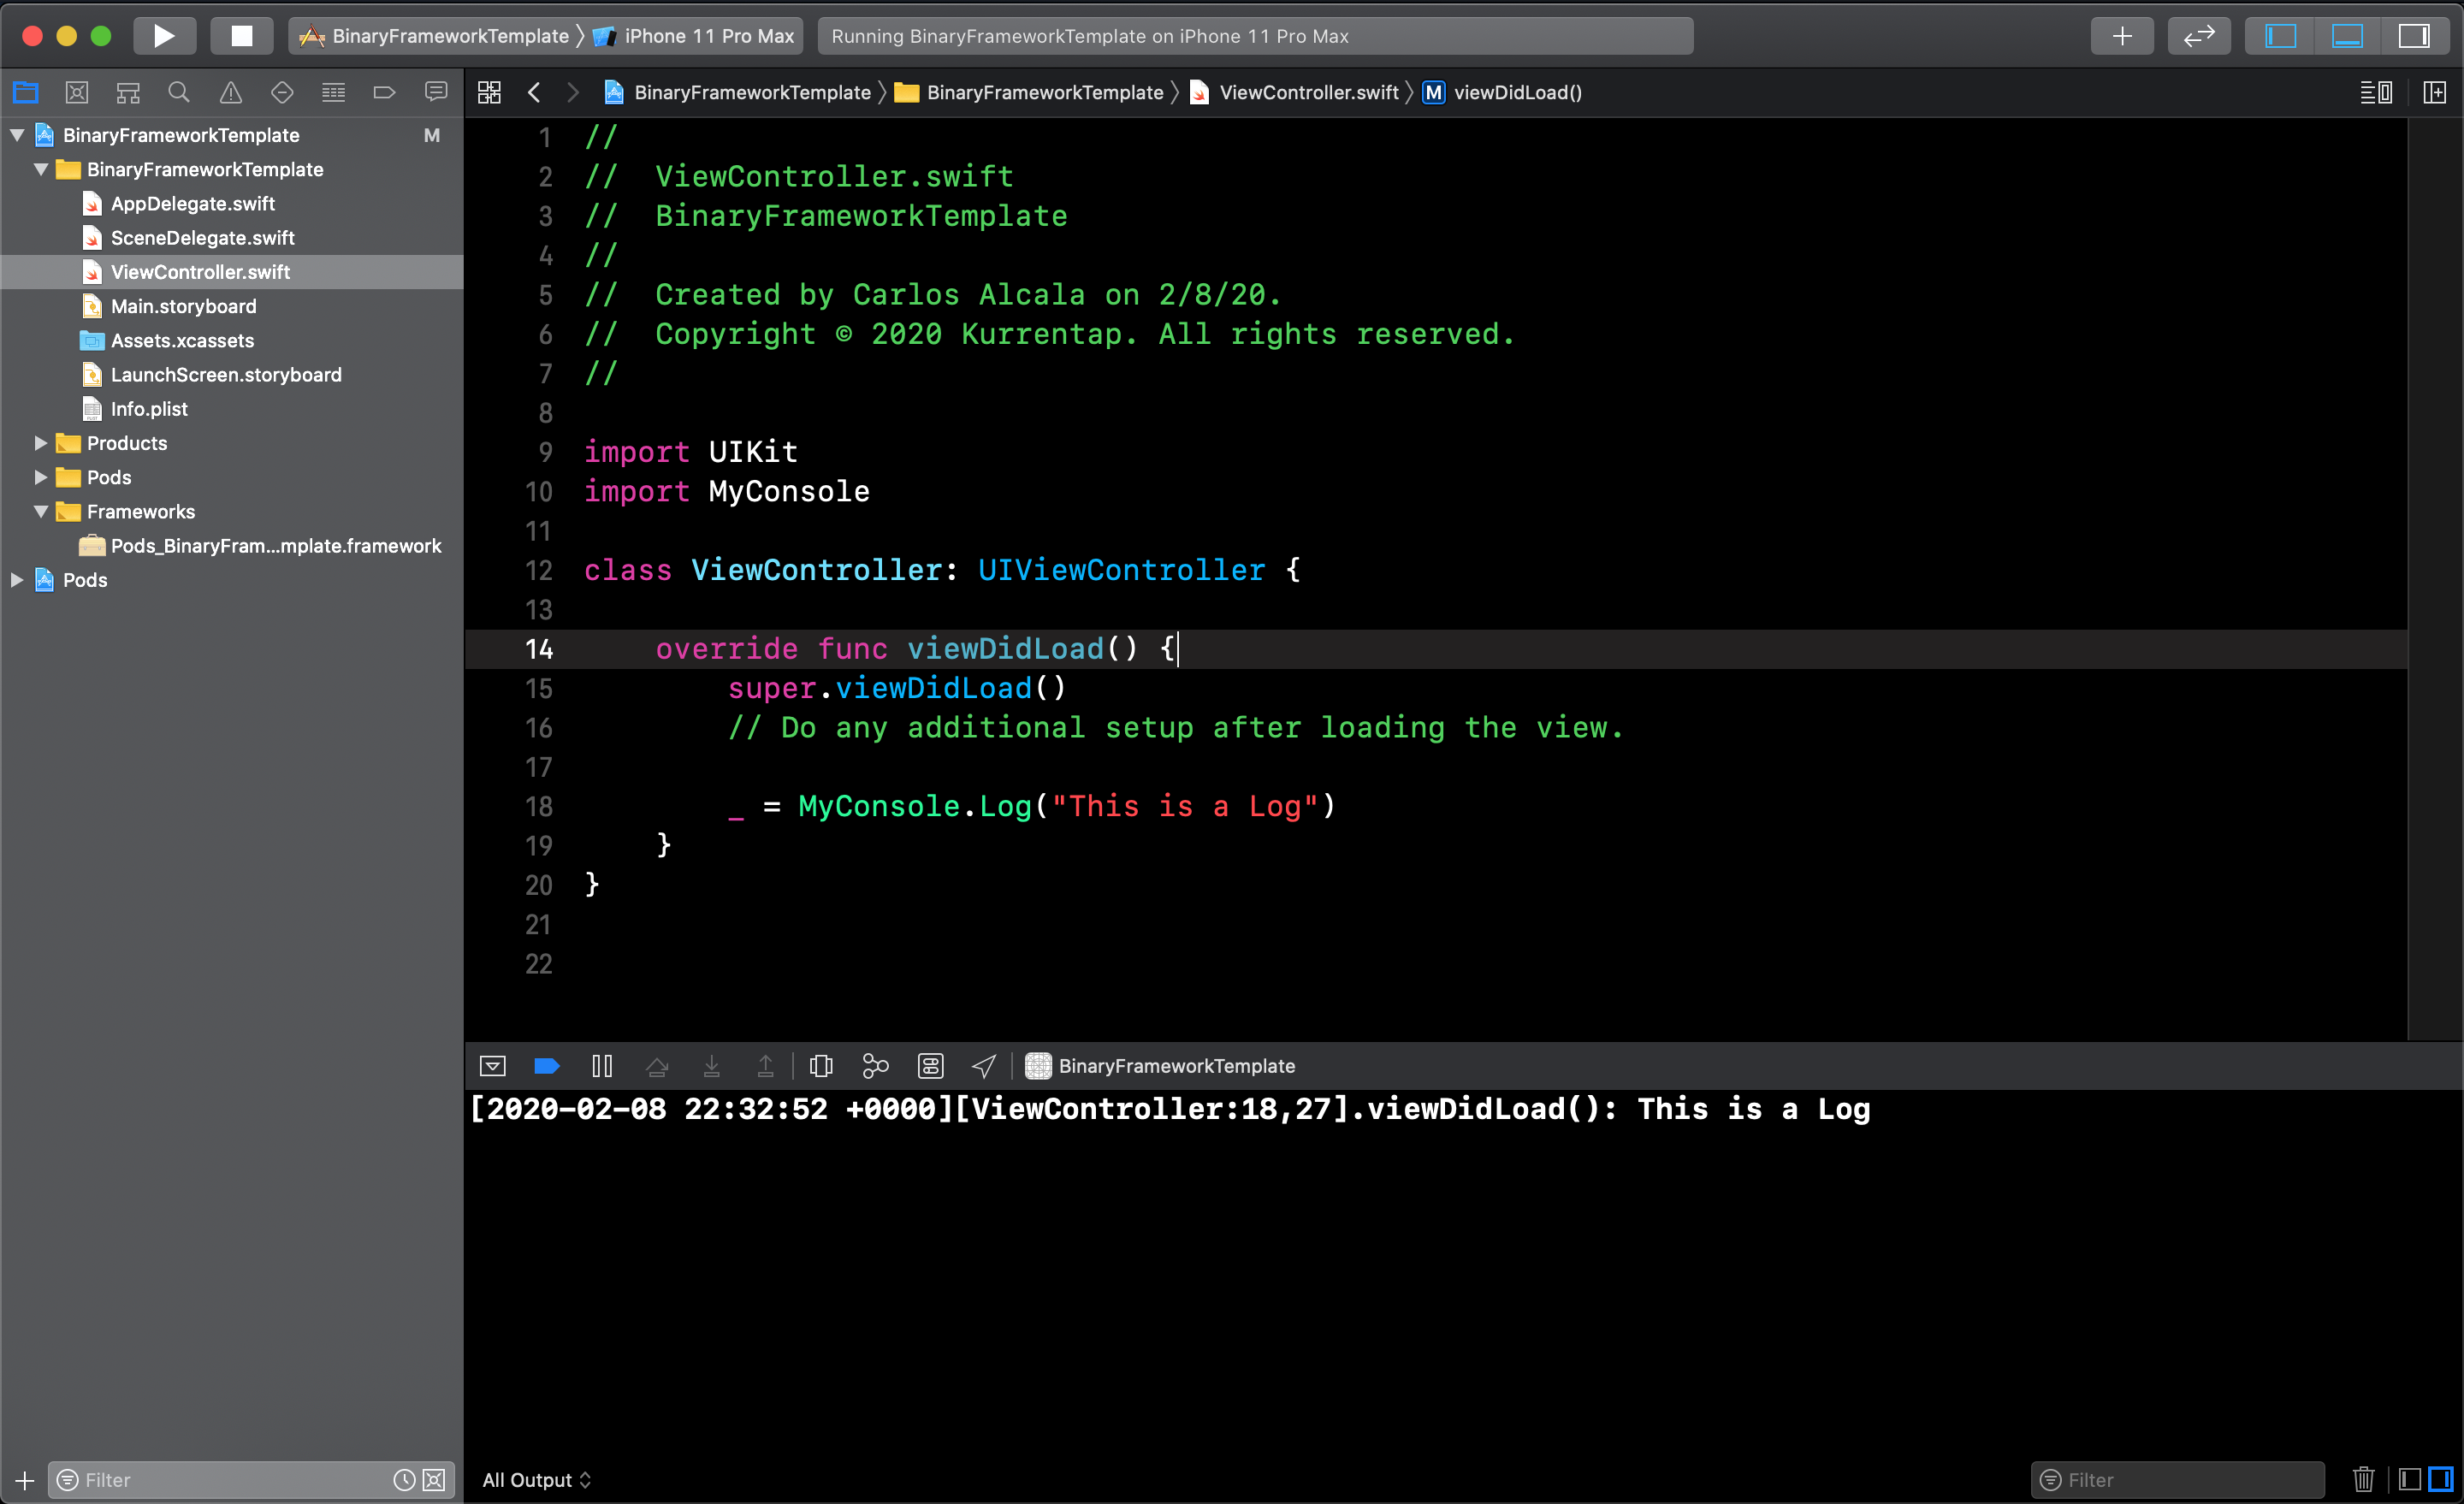 BinaryFrameworkTemplate 〉 iPhone 11 Pro Max
Running BinaryFrameworkTemplate on iPhone 11 Pro Max
BinaryFrameworkTemplate 〉 BinaryFrameworkTemplate 〉 ViewController.swift 〉 M viewDidLoad()
BinaryFrameworkTemplate M
BinaryFrameworkTemplate
AppDelegate.swift
SceneDelegate.swift
ViewController.swift
Main.storyboard
Assets.xcassets
LaunchScreen.storyboard
Info.plist
Products
Pods
Frameworks
Pods_BinaryFram...mplate.framework
Pods
Filter
1 //
2 //  ViewController.swift
3 //  BinaryFrameworkTemplate
4 //
5 //  Created by Carlos Alcala on 2/8/20.
6 //  Copyright © 2020 Kurrentap. All rights reserved.
7 //
8
9 import UIKit
10 import MyConsole
11
12 class ViewController: UIViewController {
13
14     override func viewDidLoad() {
15         super.viewDidLoad()
16         // Do any additional setup after loading the view.
17
18         _ = MyConsole.Log("This is a Log")
19     }
20 }
21
22
BinaryFrameworkTemplate
[2020-02-08 22:32:52 +0000][ViewController:18,27].viewDidLoad(): This is a Log
All Output
Filter